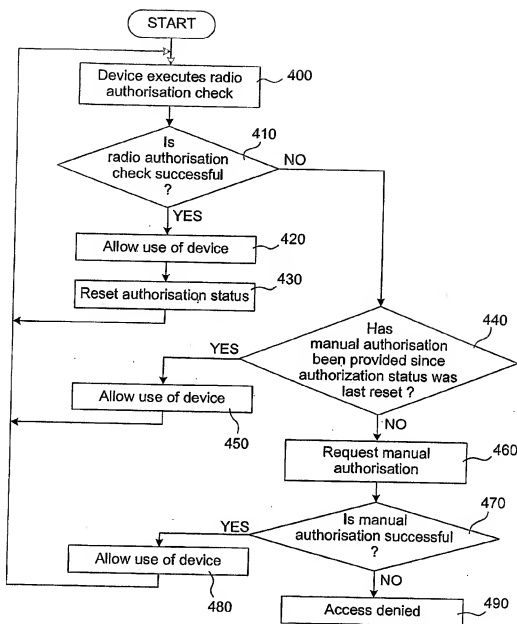 START
Device executes radio
authorisation check
400
Is
radio authorisation
check successful
?
410
NO
YES
Allow use of device
420
Reset authorisation status
430
Has
manual authorisation
been provided since
authorization status was
last reset ?
440
YES
Allow use of device
450
NO
Request manual
authorisation
460
Is manual
authorisation successful
?
470
YES
Allow use of device
480
NO
Access denied
490